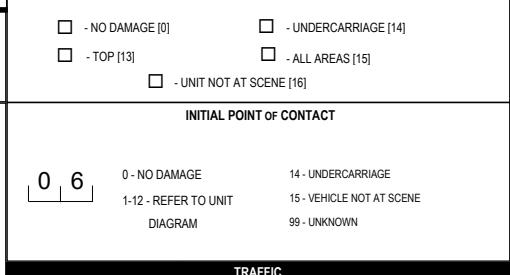 - NO DAMAGE [0] - UNDERCARRIAGE [14]
- TOP [13] - ALL AREAS [15]
- UNIT NOT AT SCENE [16]
INITIAL POINT OF CONTACT
0 6
0 - NO DAMAGE 14 - UNDERCARRIAGE
1-12 - REFER TO UNIT 15 - VEHICLE NOT AT SCENE
DIAGRAM 99 - UNKNOWN
TRAFFIC